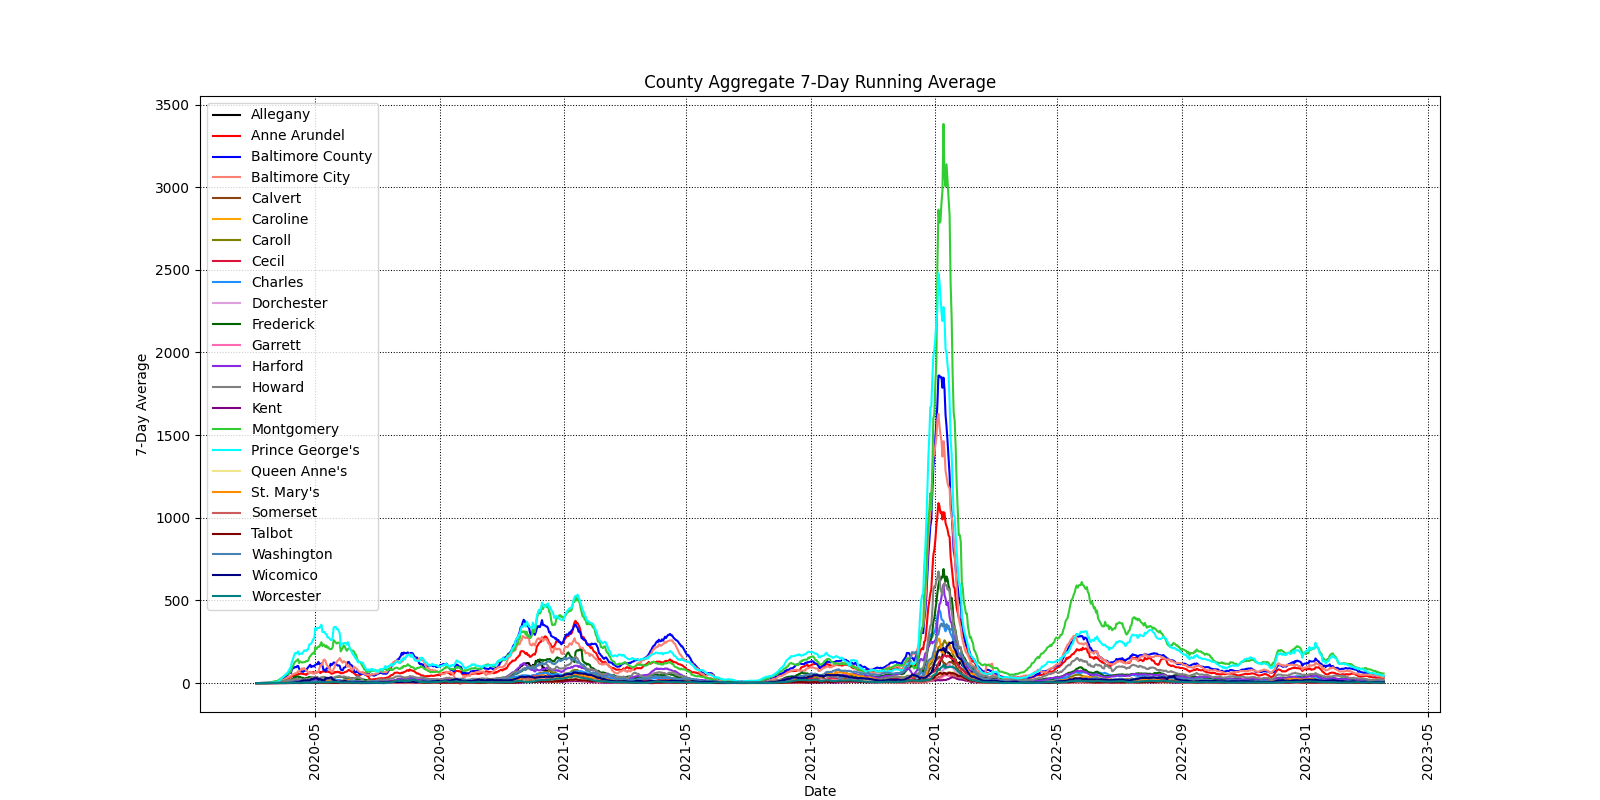 County Aggregate 7-Day Running Average
3500
3000
2500
2000
1500
1000
500
0
7-Day Average
Allegany
Anne Arundel
Baltimore County
Baltimore City
Calvert
Caroline
Caroll
Cecil
Charles
Dorchester
Frederick
Garrett
Harford
Howard
Kent
Montgomery
Prince George's
Queen Anne's
St. Mary's
Somerset
Talbot
Washington
Wicomico
Worcester
2020-05
2020-09
2021-01
2021-05
2021-09
2022-01
2022-05
2022-09
2023-01
2023-05
Date